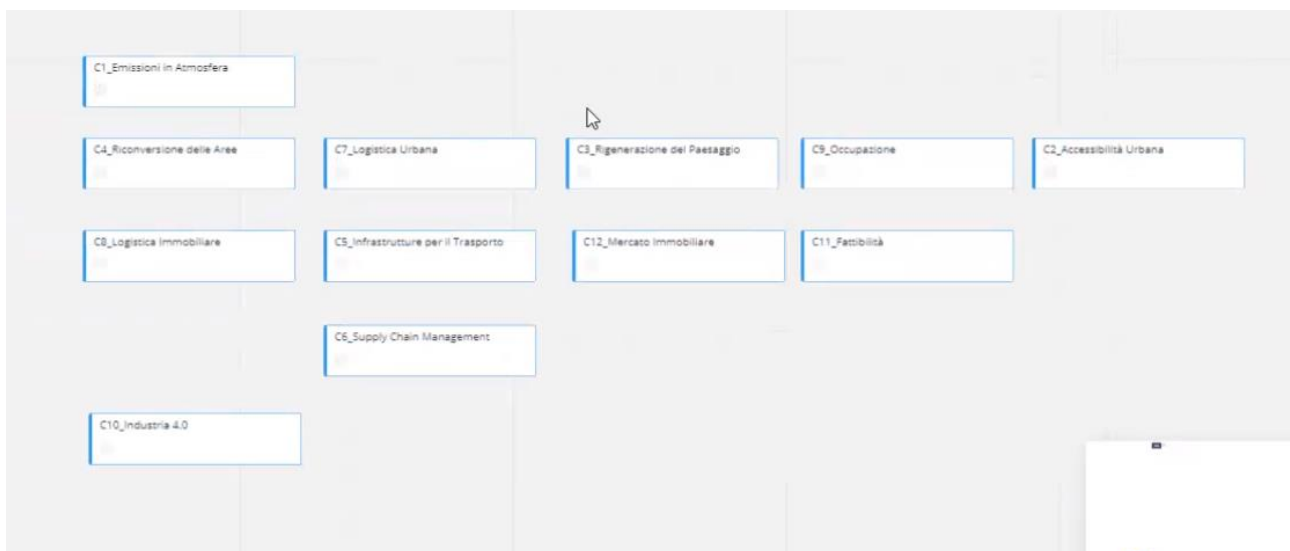 C1_Emissioni in Atmosfera
C4_Riconversione delle Aree
C7_Logistica Urbana
C3_Rigenerazione del Paesaggio
C9_Occupazione
C2_Accessibilità Urbana
C8_Logistica Immobiliare
C5_Infrastrutture per il Trasporto
C12_Mercato Immobiliare
C11_Fattibilità
C6_Supply Chain Management
C10_Industria 4.0